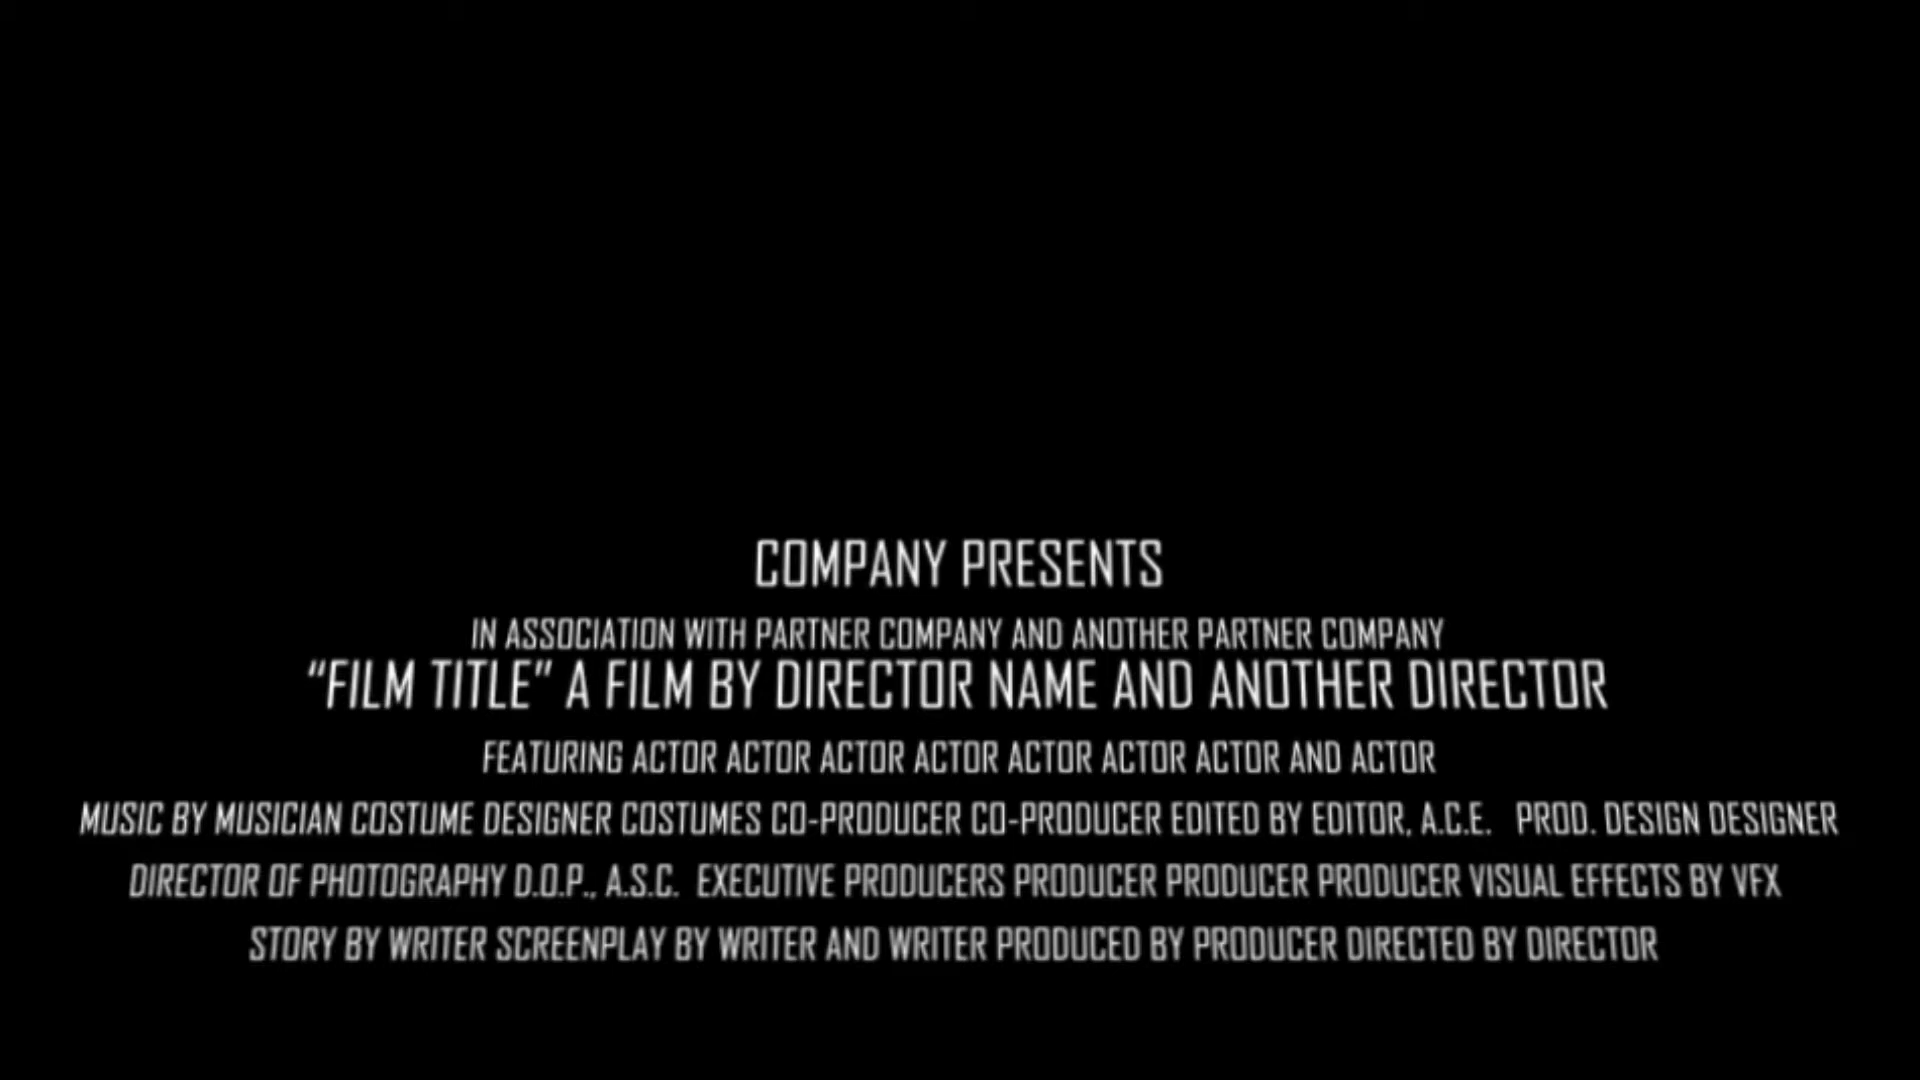 COMPANY PRESENTS
IN ASSOCIATION WITH PARTNER COMPANY AND ANOTHER PARTNER COMPANY
“FILM TITLE” A FILM BY DIRECTOR NAME AND ANOTHER DIRECTOR
FEATURING ACTOR ACTOR ACTOR ACTOR ACTOR ACTOR ACTOR AND ACTOR
MUSIC BY MUSICIAN COSTUME DESIGNER COSTUMES CO-PRODUCER CO-PRODUCER EDITED BY EDITOR, A.C.E. PROD. DESIGN DESIGNER
DIRECTOR OF PHOTOGRAPHY D.O.P., A.S.C. EXECUTIVE PRODUCERS PRODUCER PRODUCER PRODUCER VISUAL EFFECTS BY VFX
STORY BY WRITER SCREENPLAY BY WRITER AND WRITER PRODUCED BY PRODUCER DIRECTED BY DIRECTOR